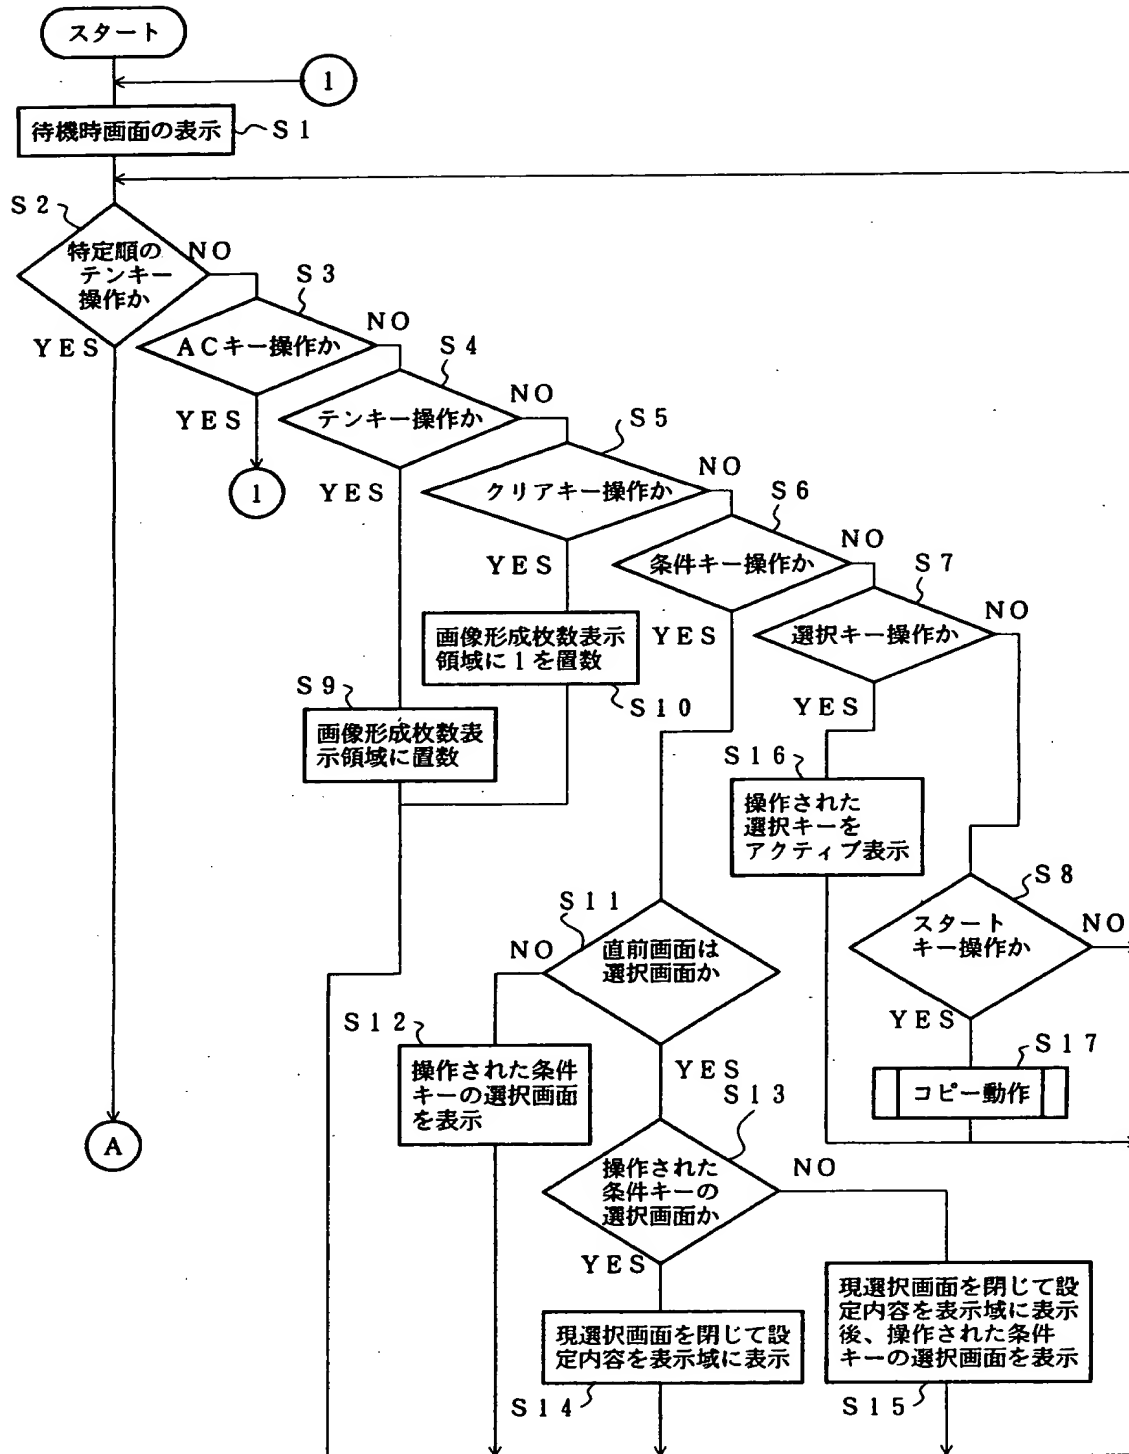 スタート
1
待機時画面の表示
S1
S2
特定順の
テンキー
操作か
NO
YES
S3
ACキー操作か
NO
YES
1
S4
テンキー操作か
NO
YES
S5
クリアキー操作か
NO
YES
S6
条件キー操作か
NO
YES
S7
選択キー操作か
NO
YES
画像形成枚数表示
領域に1を置数
S10
S9
画像形成枚数表
示領域に置数
S16
操作された
選択キーを
アクティブ表示
S8
スタート
キー操作か
NO
YES
S11
直前画面は
選択画面か
NO
YES
S12
操作された条件
キーの選択画面
を表示
S17
コピー動作
A
S13
操作された
条件キーの
選択画面か
NO
YES
現選択画面を閉じて設
定内容を表示域に表示
S14
現選択画面を閉じて設
定内容を表示域に表示
後、操作された条件
キーの選択画面を表示
S15